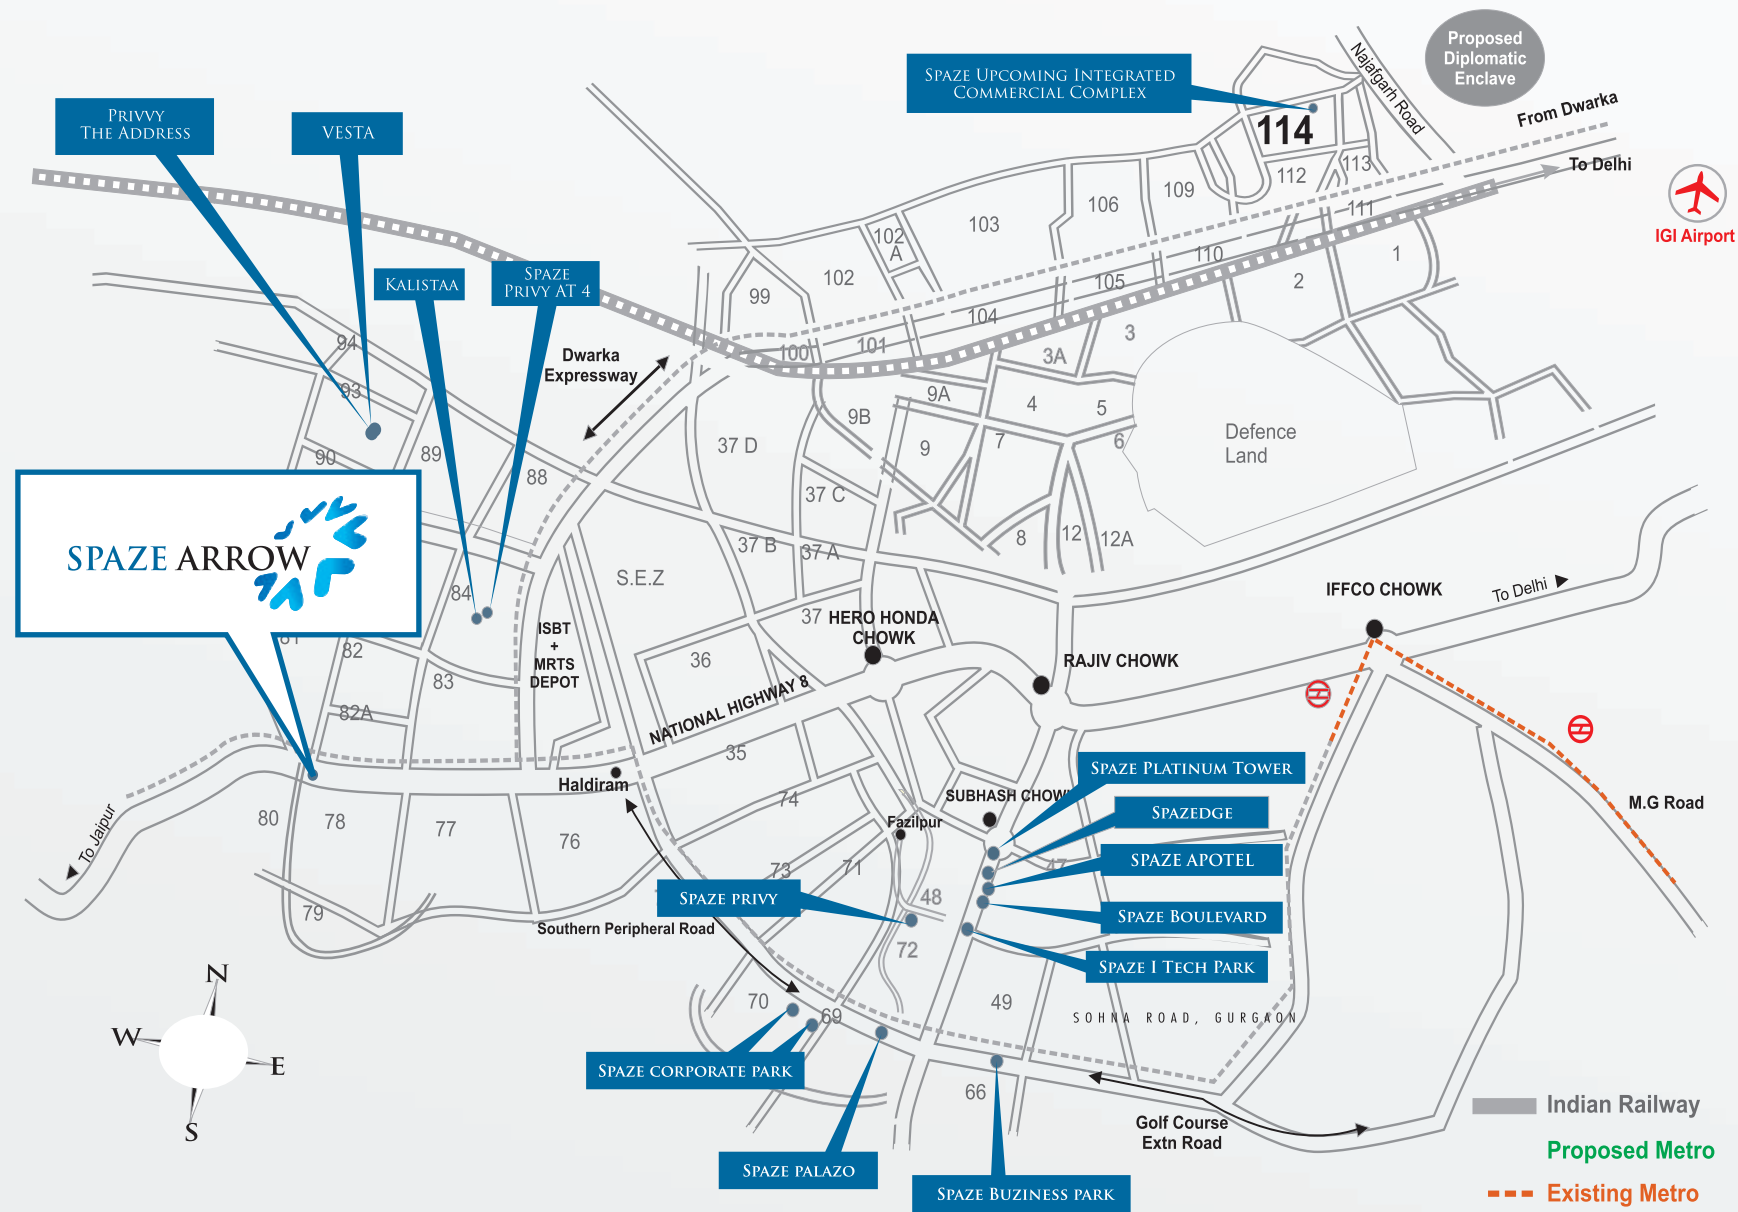 Proposed
Diplomatic
Enclave
Najafgarh Road
SPAZE UPCOMING INTEGRATED
COMMERCIAL COMPLEX
From Dwarka
PRIVVY
THE ADDRESS
VESTA
114
113
112
To Delhi
109
106
111
IGI Airport
103
102
A
110
1
KALISTAA
SPAZE
PRIVY AT 4
102
105
2
99
104
3
94
100
101
3A
Dwarka
Expressway
93
9A
4
5
9B
37 D
7
6
Defence
Land
9
90
89
88
37 C
SPAZE ARROW
37 B
37 A
8
12
12A
S.E.Z
84
IFFCO CHOWK
To Delhi
37
HERO HONDA
CHOWK
ISBT
+
MRTS
DEPOT
81
82
36
RAJIV CHOWK
83
82A
NATIONAL HIGHWAY 8
35
SPAZE PLATINUM TOWER
Haldiram
74
SUBHASH CHOW
M.G Road
80
78
77
76
Fazilpur
SPAZEDGE
To Jaipur
73
71
47
SPAZE APOTEL
SPAZE PRIVY
48
79
SPAZE BOULEVARD
Southern Peripheral Road
72
SPAZE I TECH PARK
N
W
E
S
70
69
49
SOHNA ROAD, GURGAON
SPAZE CORPORATE PARK
66
Golf Course
Extn Road
Indian Railway
Proposed Metro
Existing Metro
SPAZE PALAZO
SPAZE BUZINESS PARK